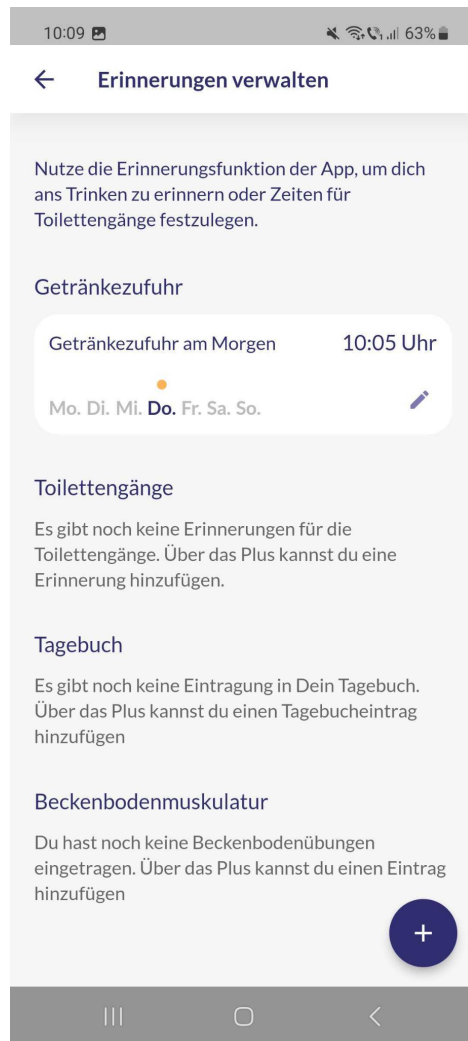 10:09 63%
Erinnerungen verwalten
Nutze die Erinnerungsfunktion der App, um dich
ans Trinken zu erinnern oder Zeiten für
Toilettengänge festzulegen.
Getränkezufuhr
Getränkezufuhr am Morgen 10:05 Uhr
Mo. Di. Mi. Do. Fr. Sa. So.
Toilettengänge
Es gibt noch keine Erinnerungen für die
Toilettengänge. Über das Plus kannst du eine
Erinnerung hinzufügen.
Tagebuch
Es gibt noch keine Eintragung in Dein Tagebuch.
Über das Plus kannst du einen Tagebucheintrag
hinzufügen
Beckenbodenmuskulatur
Du hast noch keine Beckenbodenübungen
eingetragen. Über das Plus kannst du einen Eintrag
hinzufügen